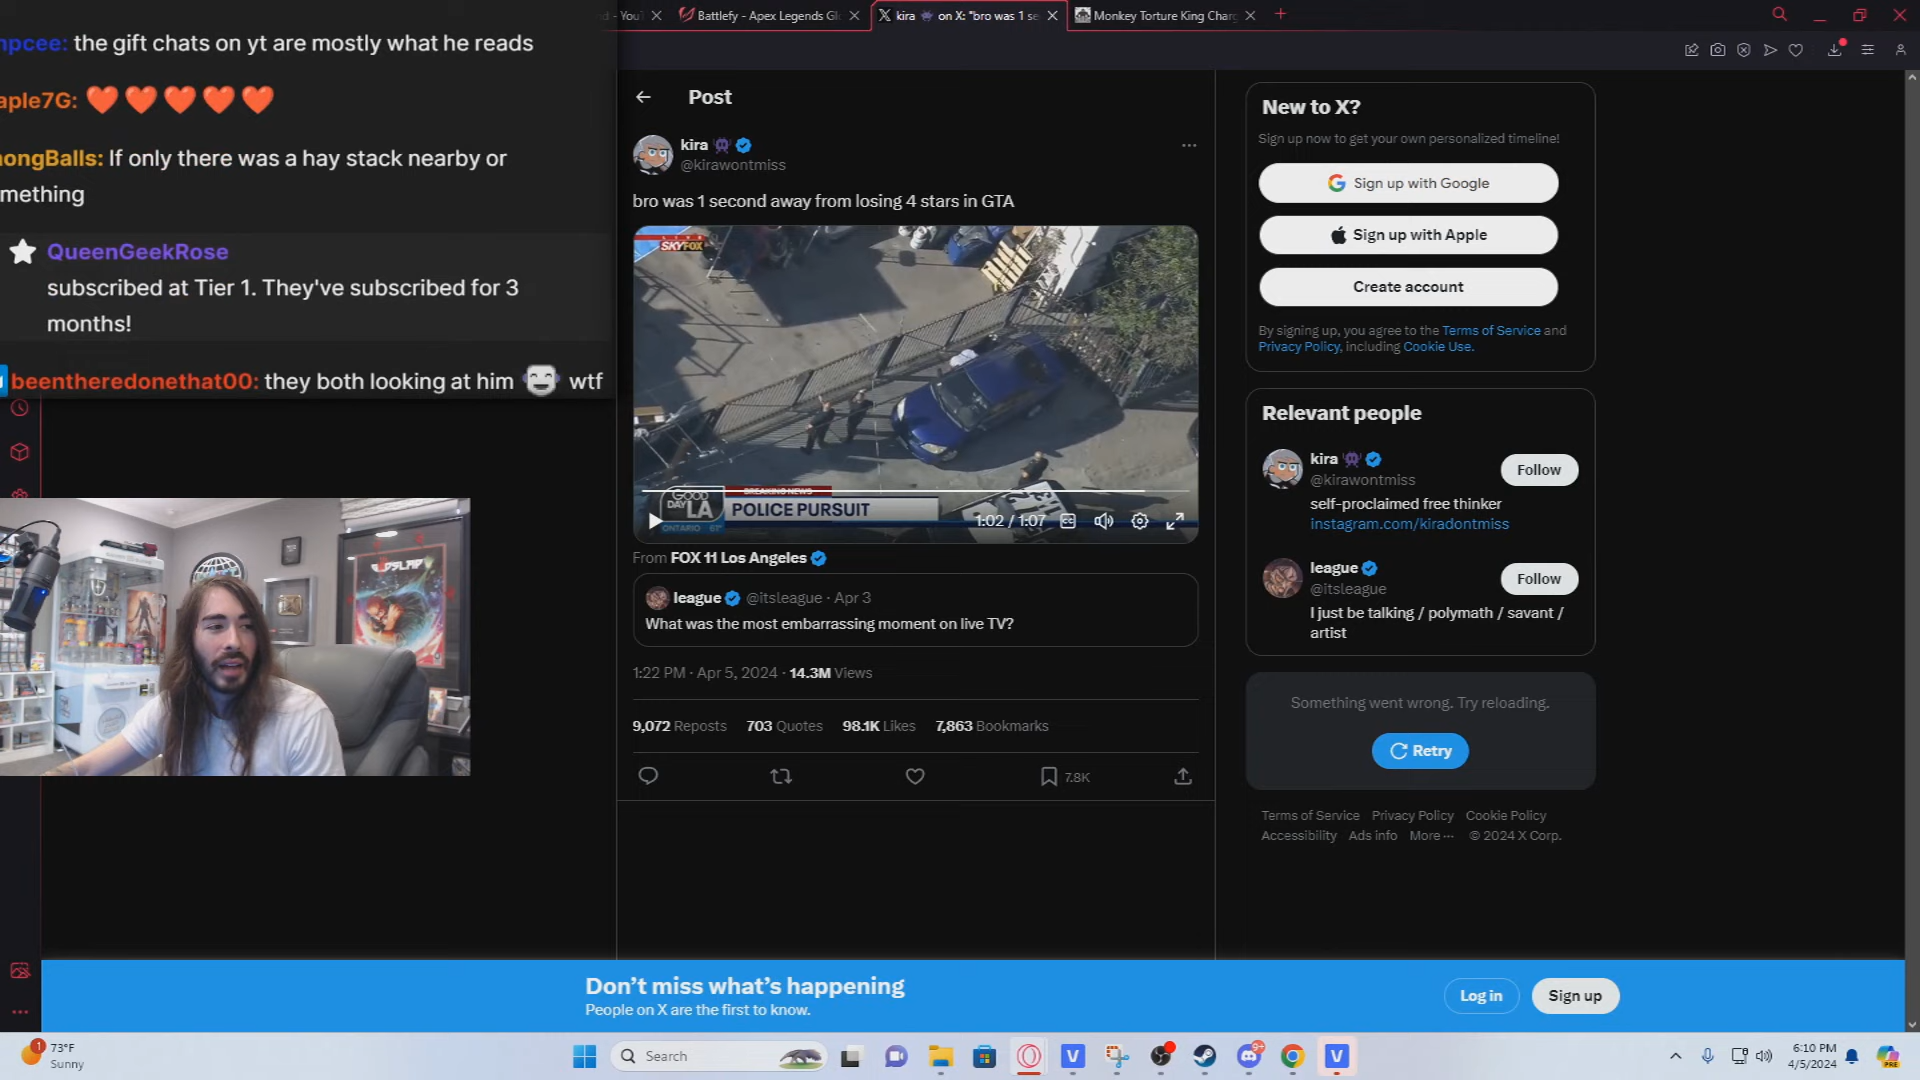 npcee: the gift chats on yt are mostly what he reads
aple7G:
ongBalls: If only there was a hay stack nearby or
mething
QueenGeekRose
subscribed at Tier 1. They've subscribed for 3
months!
beentheredonethat00: they both looking at him wtf
Battlefy - Apex Legends Gl
kira on X: "bro was 1 se
Monkey Torture King Charg
Post
kira
@kirawontmiss
bro was 1 second away from losing 4 stars in GTA
LIVE
SKYFOX
BREAKING NEWS
GOOD
DAY LA
POLICE PURSUIT
ONTARIO 61°
1:02 / 1:07
From FOX 11 Los Angeles
league @itsleague · Apr 3
What was the most embarrassing moment on live TV?
1:22 PM · Apr 5, 2024 · 14.3M Views
9,072 Reposts 703 Quotes 98.1K Likes 7,863 Bookmarks
7.8K
New to X?
Sign up now to get your own personalized timeline!
Sign up with Google
Sign up with Apple
Create account
By signing up, you agree to the Terms of Service and
Privacy Policy, including Cookie Use.
Relevant people
kira
@kirawontmiss
Follow
self-proclaimed free thinker
instagram.com/kiradontmiss
league
@itsleague
Follow
I just be talking / polymath / savant /
artist
Something went wrong. Try reloading.
Retry
Terms of Service Privacy Policy Cookie Policy
Accessibility Ads info More ··· © 2024 X Corp.
Don't miss what's happening
People on X are the first to know.
Log in
Sign up
1
73°F
Sunny
Search
9+
6:10 PM
4/5/2024
PRE